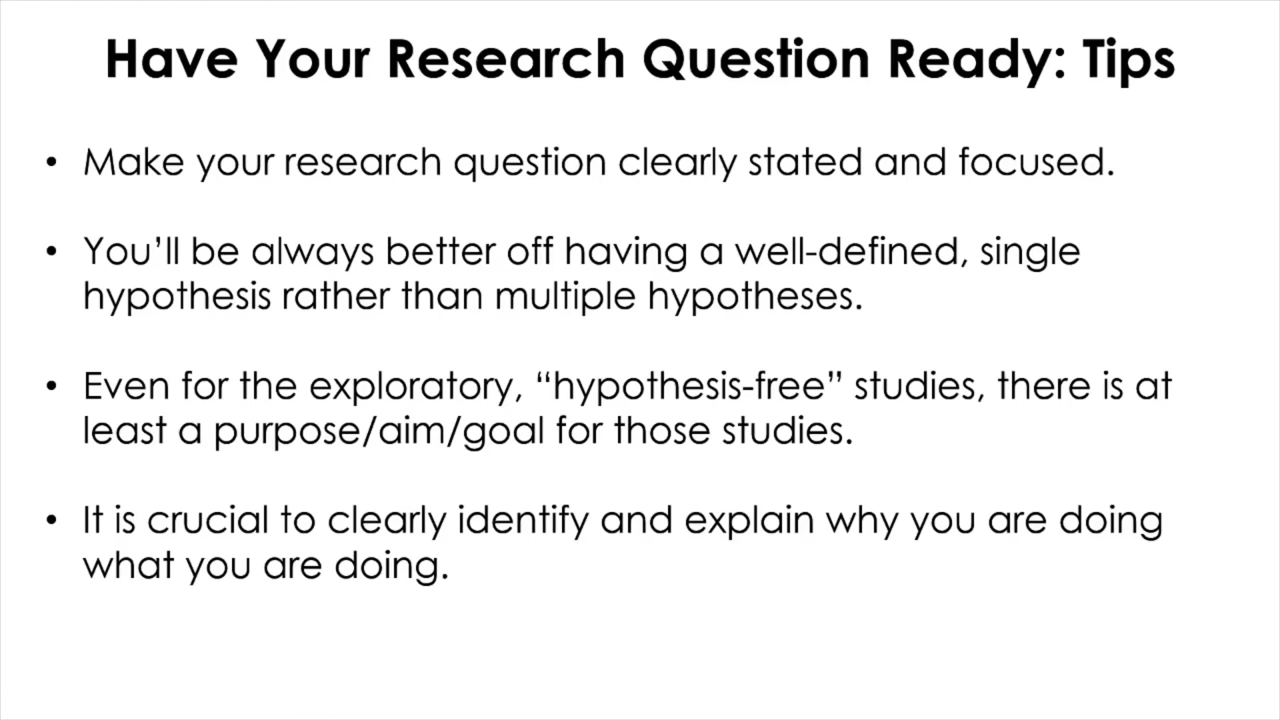 Have Your Research Question Ready: Tips
• Make your research question clearly stated and focused.
• You’ll be always better off having a well-defined, single
hypothesis rather than multiple hypotheses.
• Even for the exploratory, “hypothesis-free” studies, there is at
least a purpose/aim/goal for those studies.
• It is crucial to clearly identify and explain why you are doing
what you are doing.